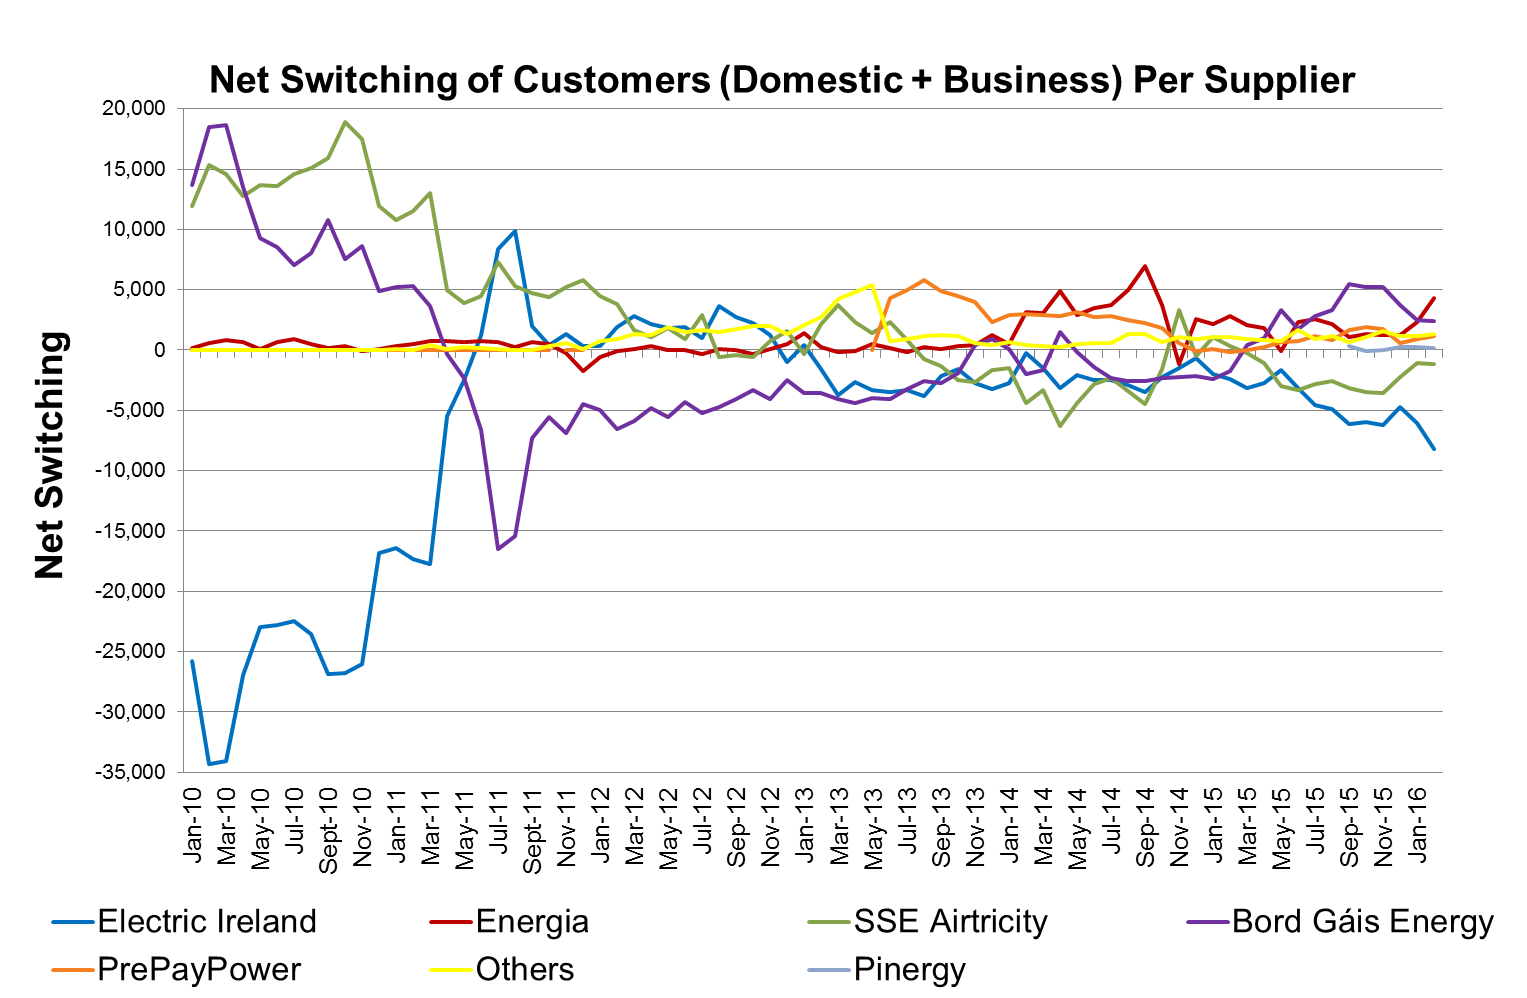 Net Switching of Customers (Domestic + Business) Per Supplier
Net Switching
20,000
15,000
10,000
5,000
0
-5,000
-10,000
-15,000
-20,000
-25,000
-30,000
-35,000
Jan-10
Mar-10
May-10
Jul-10
Sept-10
Nov-10
Jan-11
Mar-11
May-11
Jul-11
Sept-11
Nov-11
Jan-12
Mar-12
May-12
Jul-12
Sep-12
Nov-12
Jan-13
Mar-13
May-13
Jul-13
Sep-13
Nov-13
Jan-14
Mar-14
May-14
Jul-14
Sep-14
Nov-14
Jan-15
Mar-15
May-15
Jul-15
Sep-15
Nov-15
Jan-16
Electric Ireland Energia SSE Airtricity Bord Gáis Energy
PrePayPower Others Pinergy